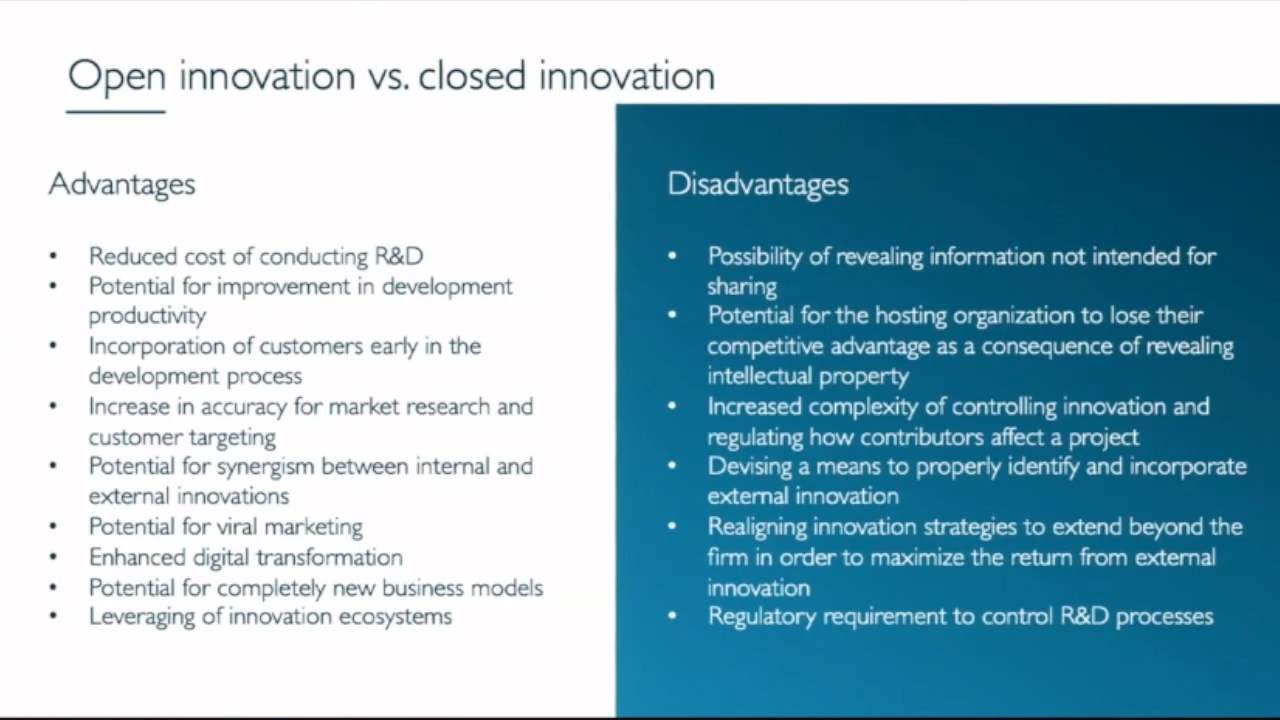 Open innovation vs. closed innovation
Advantages
• Reduced cost of conducting R&D
• Potential for improvement in development
productivity
• Incorporation of customers early in the
development process
• Increase in accuracy for market research and
customer targeting
• Potential for synergism between internal and
external innovations
• Potential for viral marketing
• Enhanced digital transformation
• Potential for completely new business models
• Leveraging of innovation ecosystems
Disadvantages
• Possibility of revealing information not intended for
sharing
• Potential for the hosting organization to lose their
competitive advantage as a consequence of revealing
intellectual property
• Increased complexity of controlling innovation and
regulating how contributors affect a project
• Devising a means to properly identify and incorporate
external innovation
• Realigning innovation strategies to extend beyond the
firm in order to maximize the return from external
innovation
• Regulatory requirement to control R&D processes